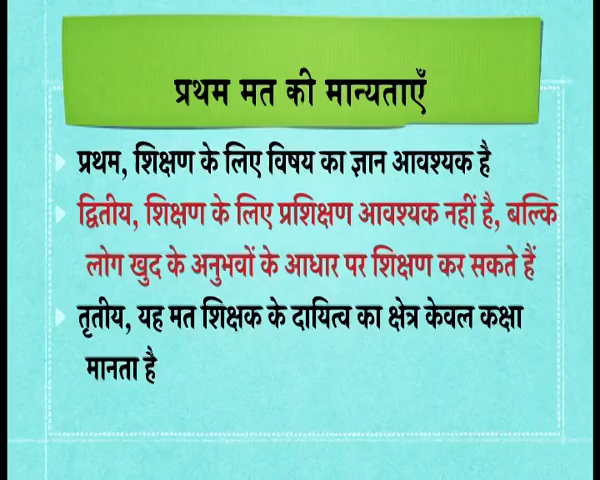 प्रथम मत की मान्यताएँ
प्रथम, शिक्षण के लिए विषय का ज्ञान आवश्यक है
द्वितीय, शिक्षण के लिए प्रशिक्षण आवश्यक नहीं है, बल्कि
लोग खुद के अनुभवों के आधार पर शिक्षण कर सकते हैं
तृतीय, यह मत शिक्षक के दायित्व का क्षेत्र केवल कक्षा
मानता है